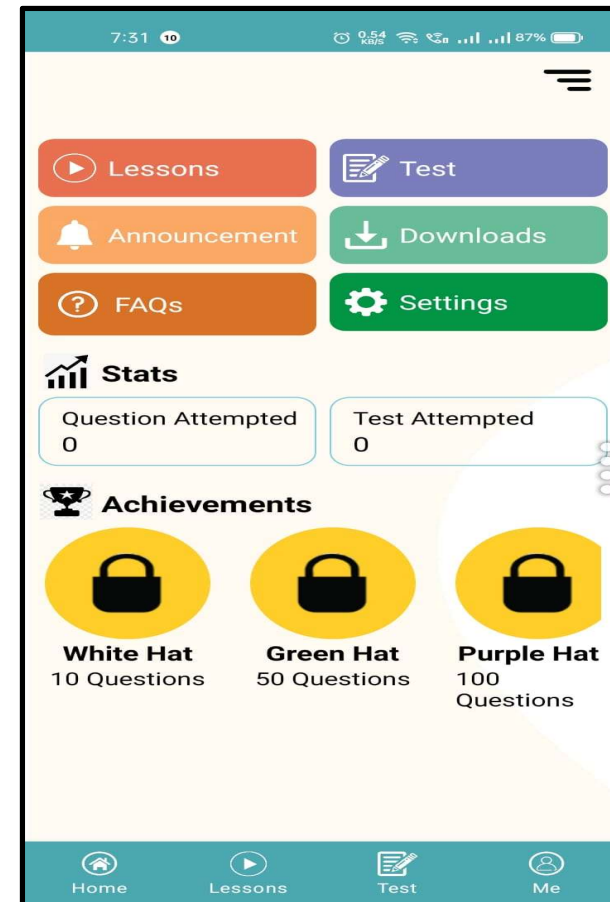 7:31 10 0.54 KB/S 87%
Lessons Test
Announcement Downloads
FAQs Settings
Stats
Question Attempted Test Attempted
0 0
Achievements
White Hat Green Hat Purple Hat
10 Questions 50 Questions 100
Questions
Home Lessons Test Me